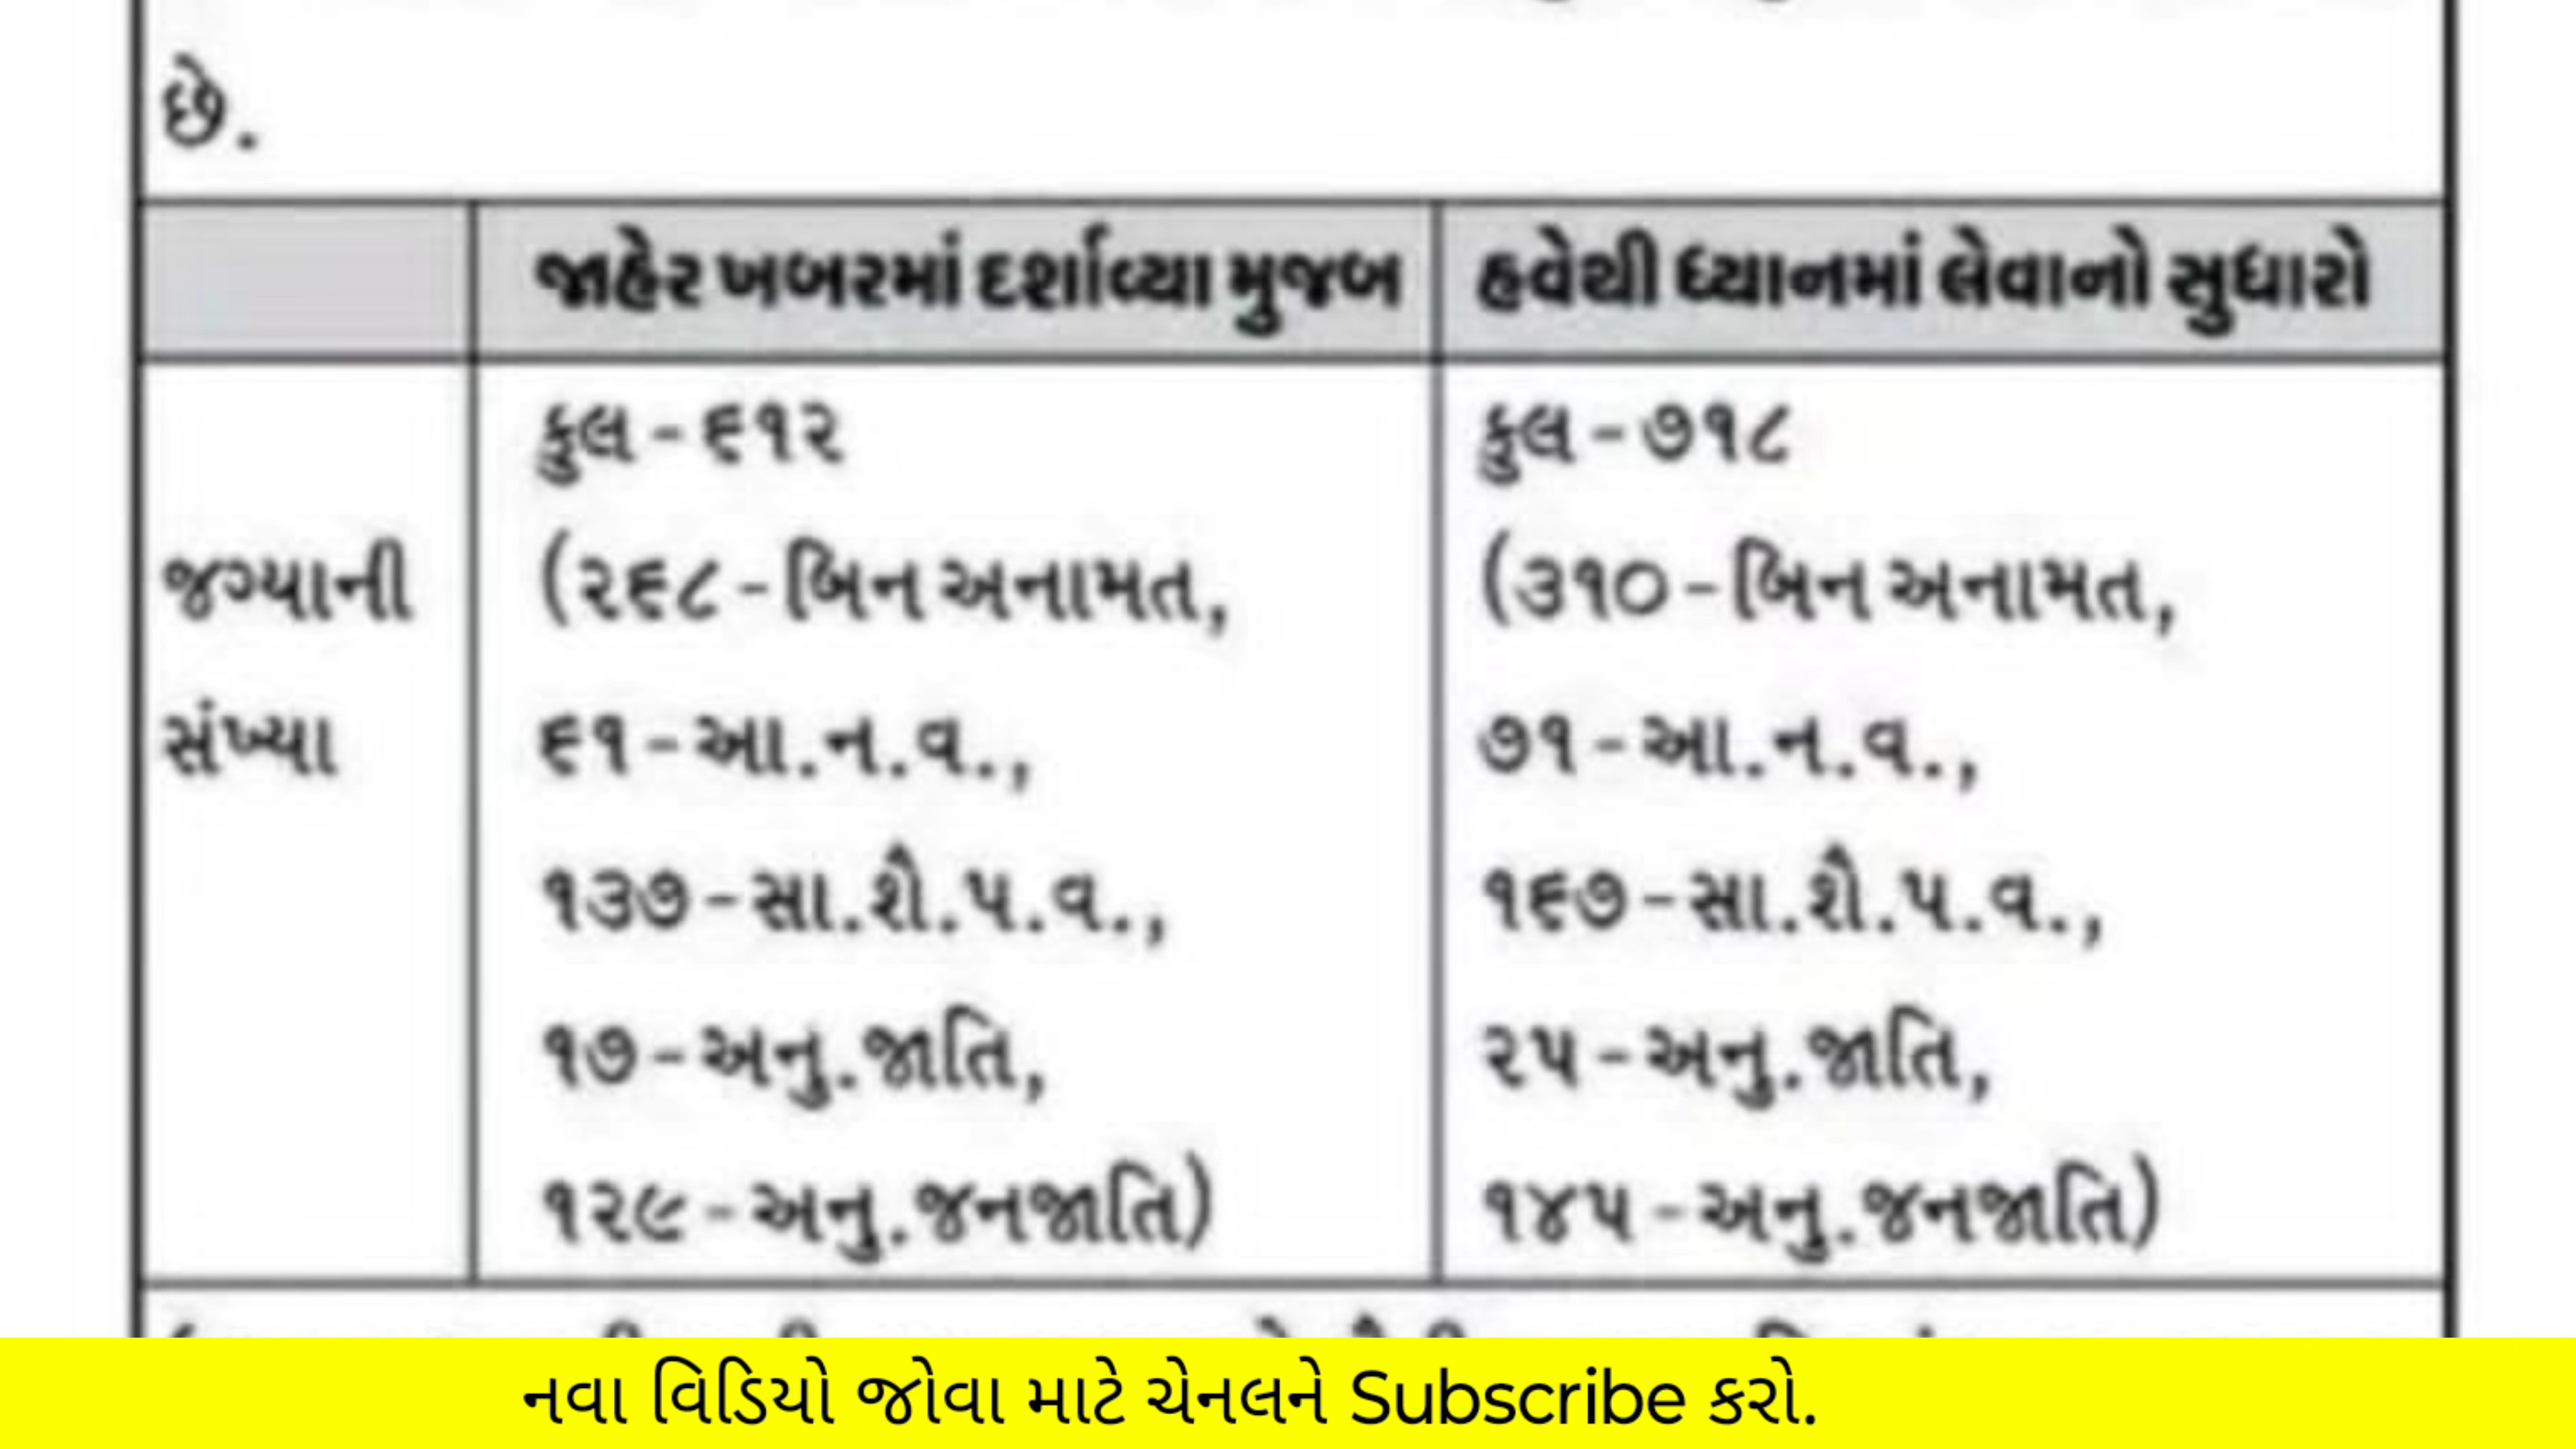 છે.
જાહેર ખબરમાં દર્શાવ્યા મુજબ
હવેથી ધ્યાનમાં લેવાનો સુધારો
જગ્યાની
સંખ્યા
કુલ - ૬૧૨
(૨૬૮ - બિન અનામત,
૬૧ - આ.ન.વ.,
૧૩૭ - સા.શૈ.પ.વ.,
૧૭ - અનુ.જાતિ,
૧૨૯ - અનુ.જનજાતિ)
કુલ - ૭૧૮
(૩૧૦ - બિન અનામત,
૭૧ - આ.ન.વ.,
૧૬૭ - સા.શૈ.પ.વ.,
૨૫ - અનુ.જાતિ,
૧૪૫ - અનુ.જનજાતિ)
નવા વિડિયો જોવા માટે ચેનલને Subscribe કરો.